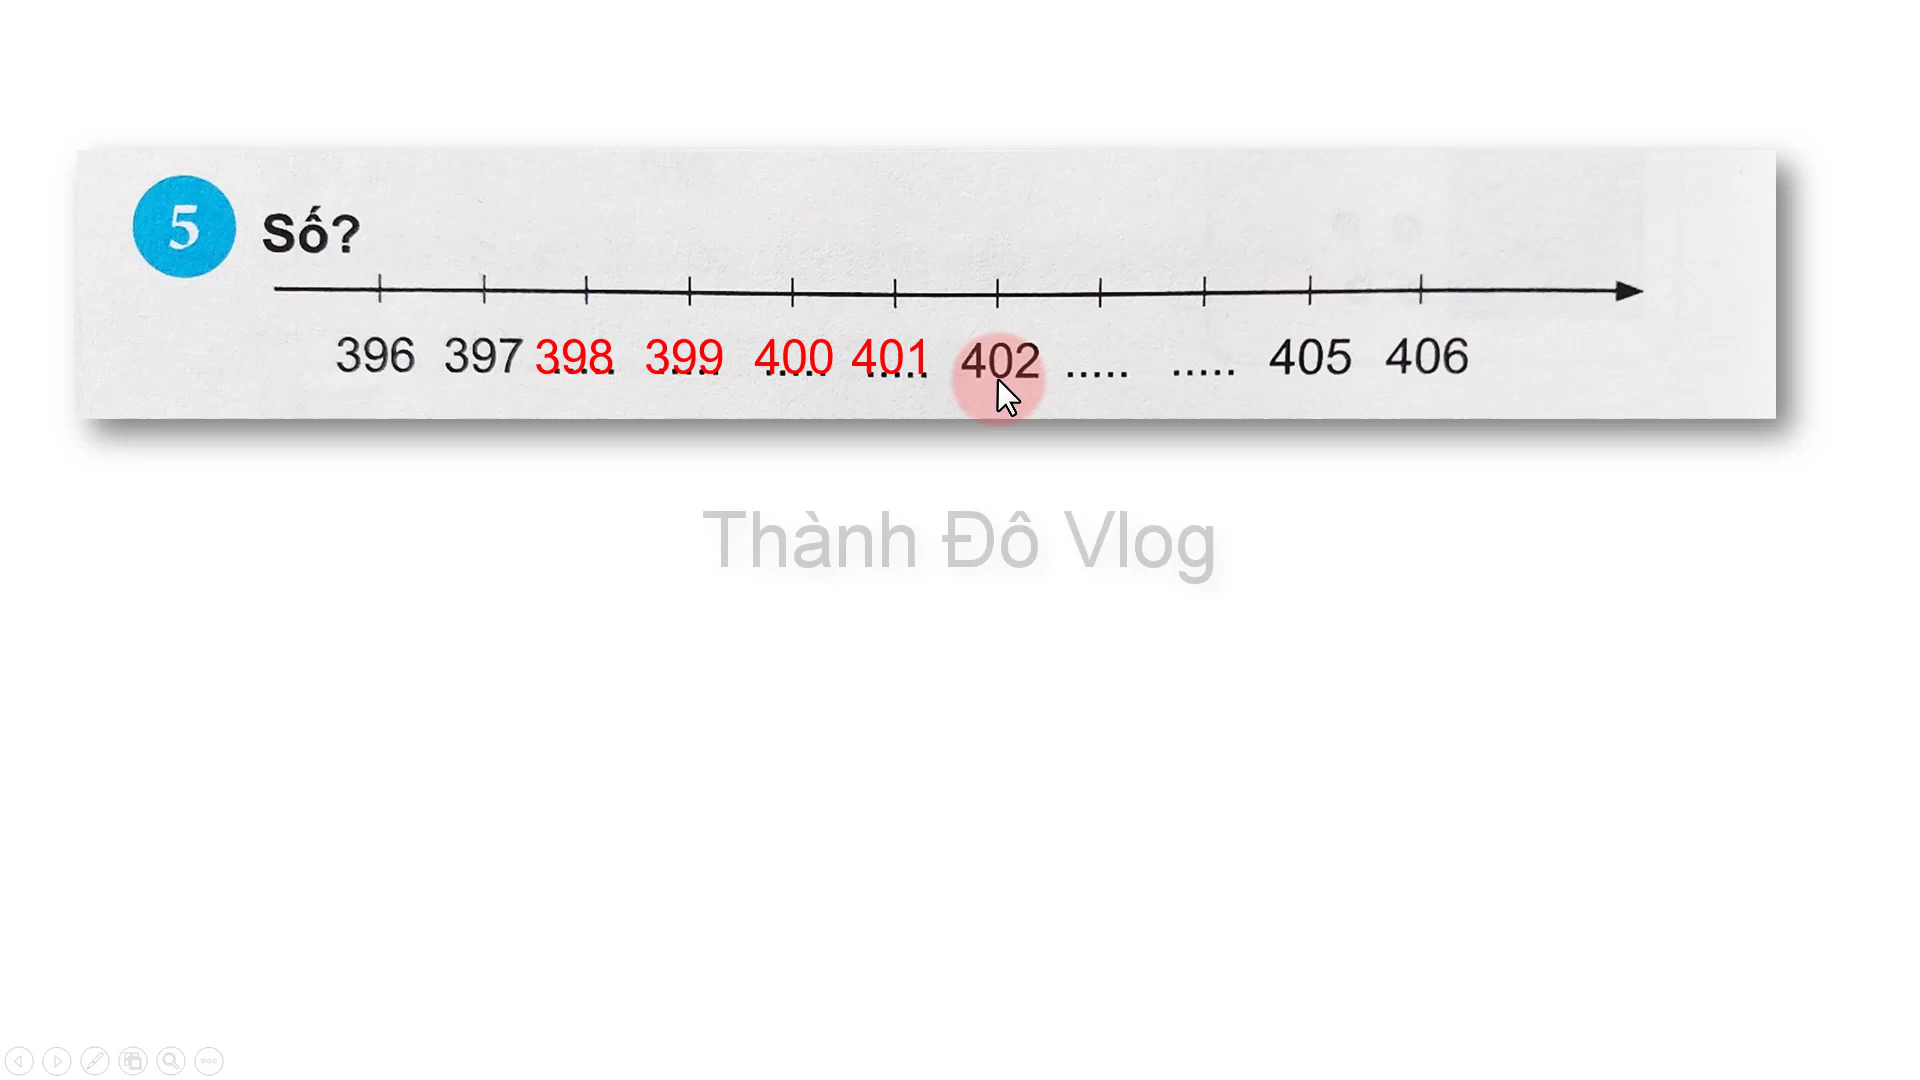 5 Số?
396 397 398 399 400 401 402 ..... ..... 405 406
Thành Đô Vlog